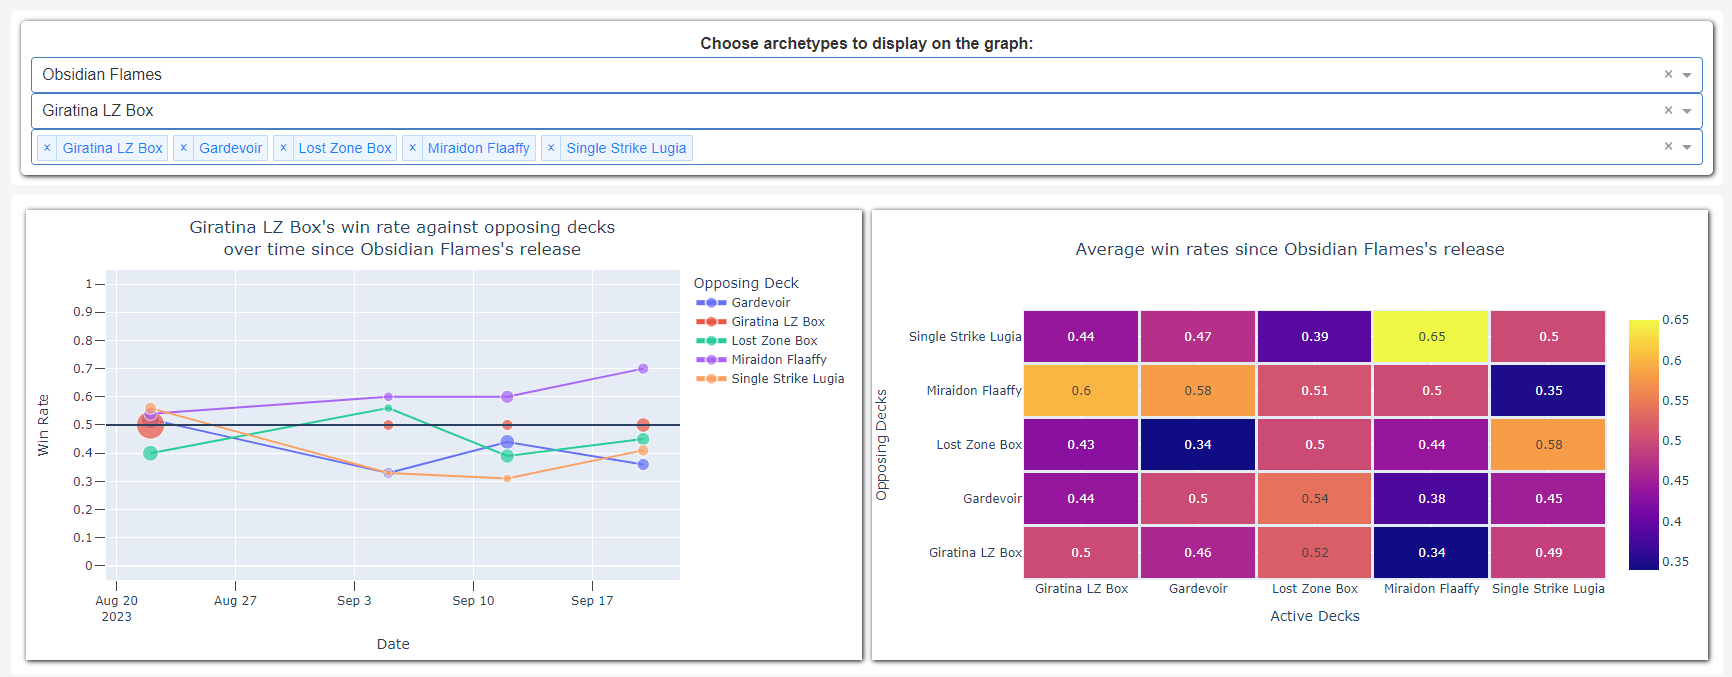 Choose archetypes to display on the graph:
Obsidian Flames
Giratina LZ Box
× Giratina LZ Box × Gardevoir × Lost Zone Box × Miraidon Flaaffy × Single Strike Lugia
Giratina LZ Box's win rate against opposing decks
over time since Obsidian Flames's release
Win Rate
1
0.9
0.8
0.7
0.6
0.5
0.4
0.3
0.2
0.1
0
Aug 20 Aug 27 Sep 3 Sep 10 Sep 17
2023
Date
Opposing Deck
Gardevoir
Giratina LZ Box
Lost Zone Box
Miraidon Flaaffy
Single Strike Lugia
Average win rates since Obsidian Flames's release
Opposing Decks
Single Strike Lugia 0.44 0.47 0.39 0.65 0.5
Miraidon Flaaffy 0.6 0.58 0.51 0.5 0.35
Lost Zone Box 0.43 0.34 0.5 0.44 0.58
Gardevoir 0.44 0.5 0.54 0.38 0.45
Giratina LZ Box 0.5 0.46 0.52 0.34 0.49
Giratina LZ Box Gardevoir Lost Zone Box Miraidon Flaaffy Single Strike Lugia
Active Decks
0.65
0.6
0.55
0.5
0.45
0.4
0.35